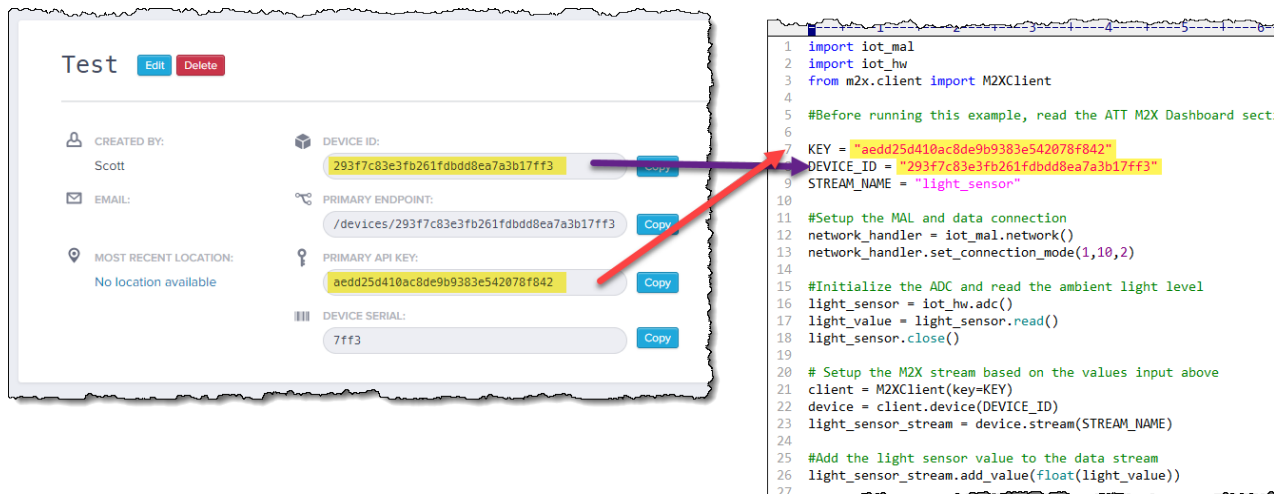 Test Edit Delete
CREATED BY:
Scott
EMAIL:
MOST RECENT LOCATION:
No location available
DEVICE ID:
293f7c83e3fb261fdbdd8ea7a3b17ff3 Copy
PRIMARY ENDPOINT:
/devices/293f7c83e3fb261fdbdd8ea7a3b17ff3 Copy
PRIMARY API KEY:
aedd25d410ac8de9b9383e542078f842 Copy
DEVICE SERIAL:
7ff3 Copy
1 import iot_mal
2 import iot_hw
3 from m2x.client import M2XClient
4
5 #Before running this example, read the ATT M2X Dashboard secti
6
7 KEY = "aedd25d410ac8de9b9383e542078f842"
DEVICE_ID = "293f7c83e3fb261fdbdd8ea7a3b17ff3"
9 STREAM_NAME = "light_sensor"
10
11 #Setup the MAL and data connection
12 network_handler = iot_mal.network()
13 network_handler.set_connection_mode(1,10,2)
14
15 #Initialize the ADC and read the ambient light level
16 light_sensor = iot_hw.adc()
17 light_value = light_sensor.read()
18 light_sensor.close()
19
20 # Setup the M2X stream based on the values input above
21 client = M2XClient(key=KEY)
22 device = client.device(DEVICE_ID)
23 light_sensor_stream = device.stream(STREAM_NAME)
24
25 #Add the light sensor value to the data stream
26 light_sensor_stream.add_value(float(light_value))
27